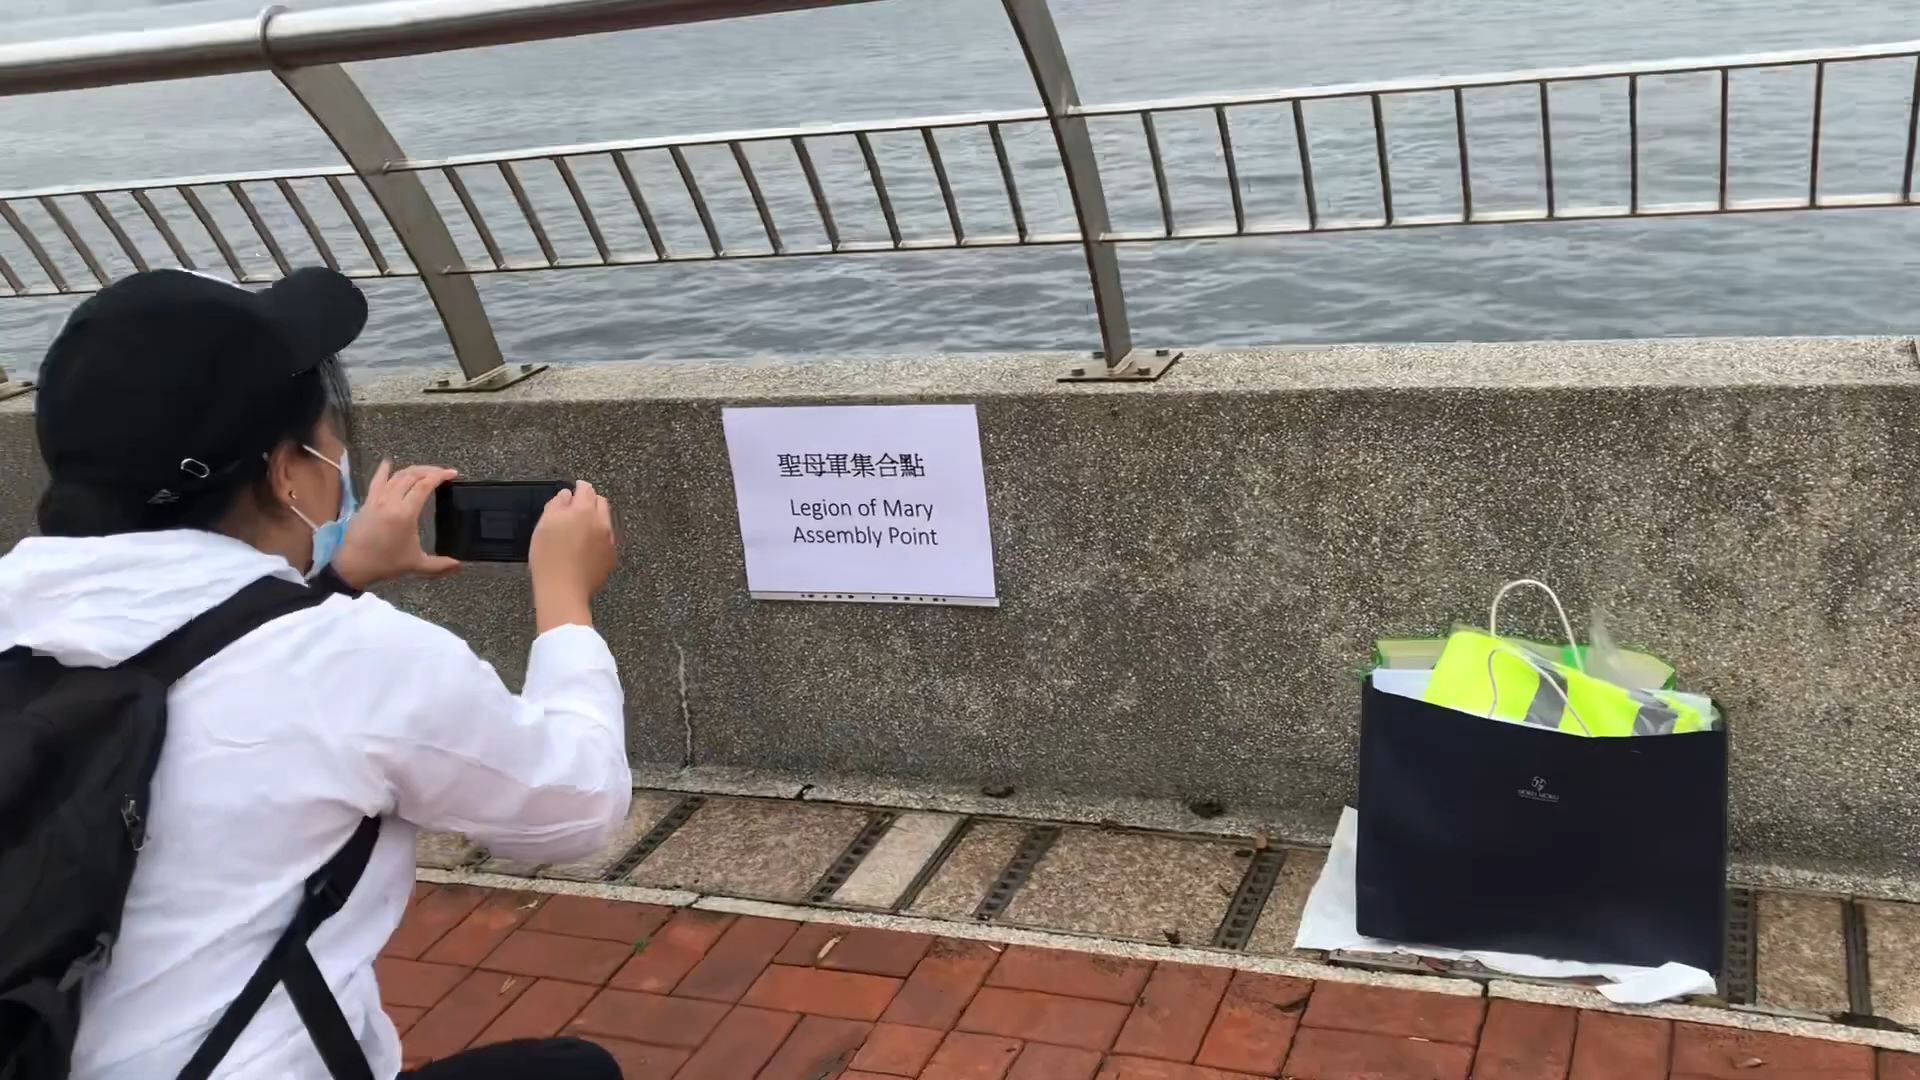 聖母軍集合點
Legion of Mary
Assembly Point